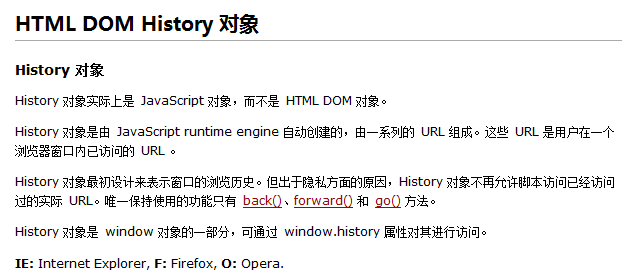 HTML DOM History 对象
History 对象
History 对象实际上是 JavaScript 对象，而不是 HTML DOM 对象。
History 对象是由 JavaScript runtime engine 自动创建的，由一系列的 URL 组成。这些 URL 是用户在一个
浏览器窗口内已访问的 URL 。
History 对象最初设计来表示窗口的浏览历史。但出于隐私方面的原因，History 对象不再允许脚本访问已经访问
过的实际 URL。唯一保持使用的功能只有 back()、forward() 和 go() 方法。
History 对象是 window 对象的一部分，可通过 window.history 属性对其进行访问。
IE: Internet Explorer, F: Firefox, O: Opera.